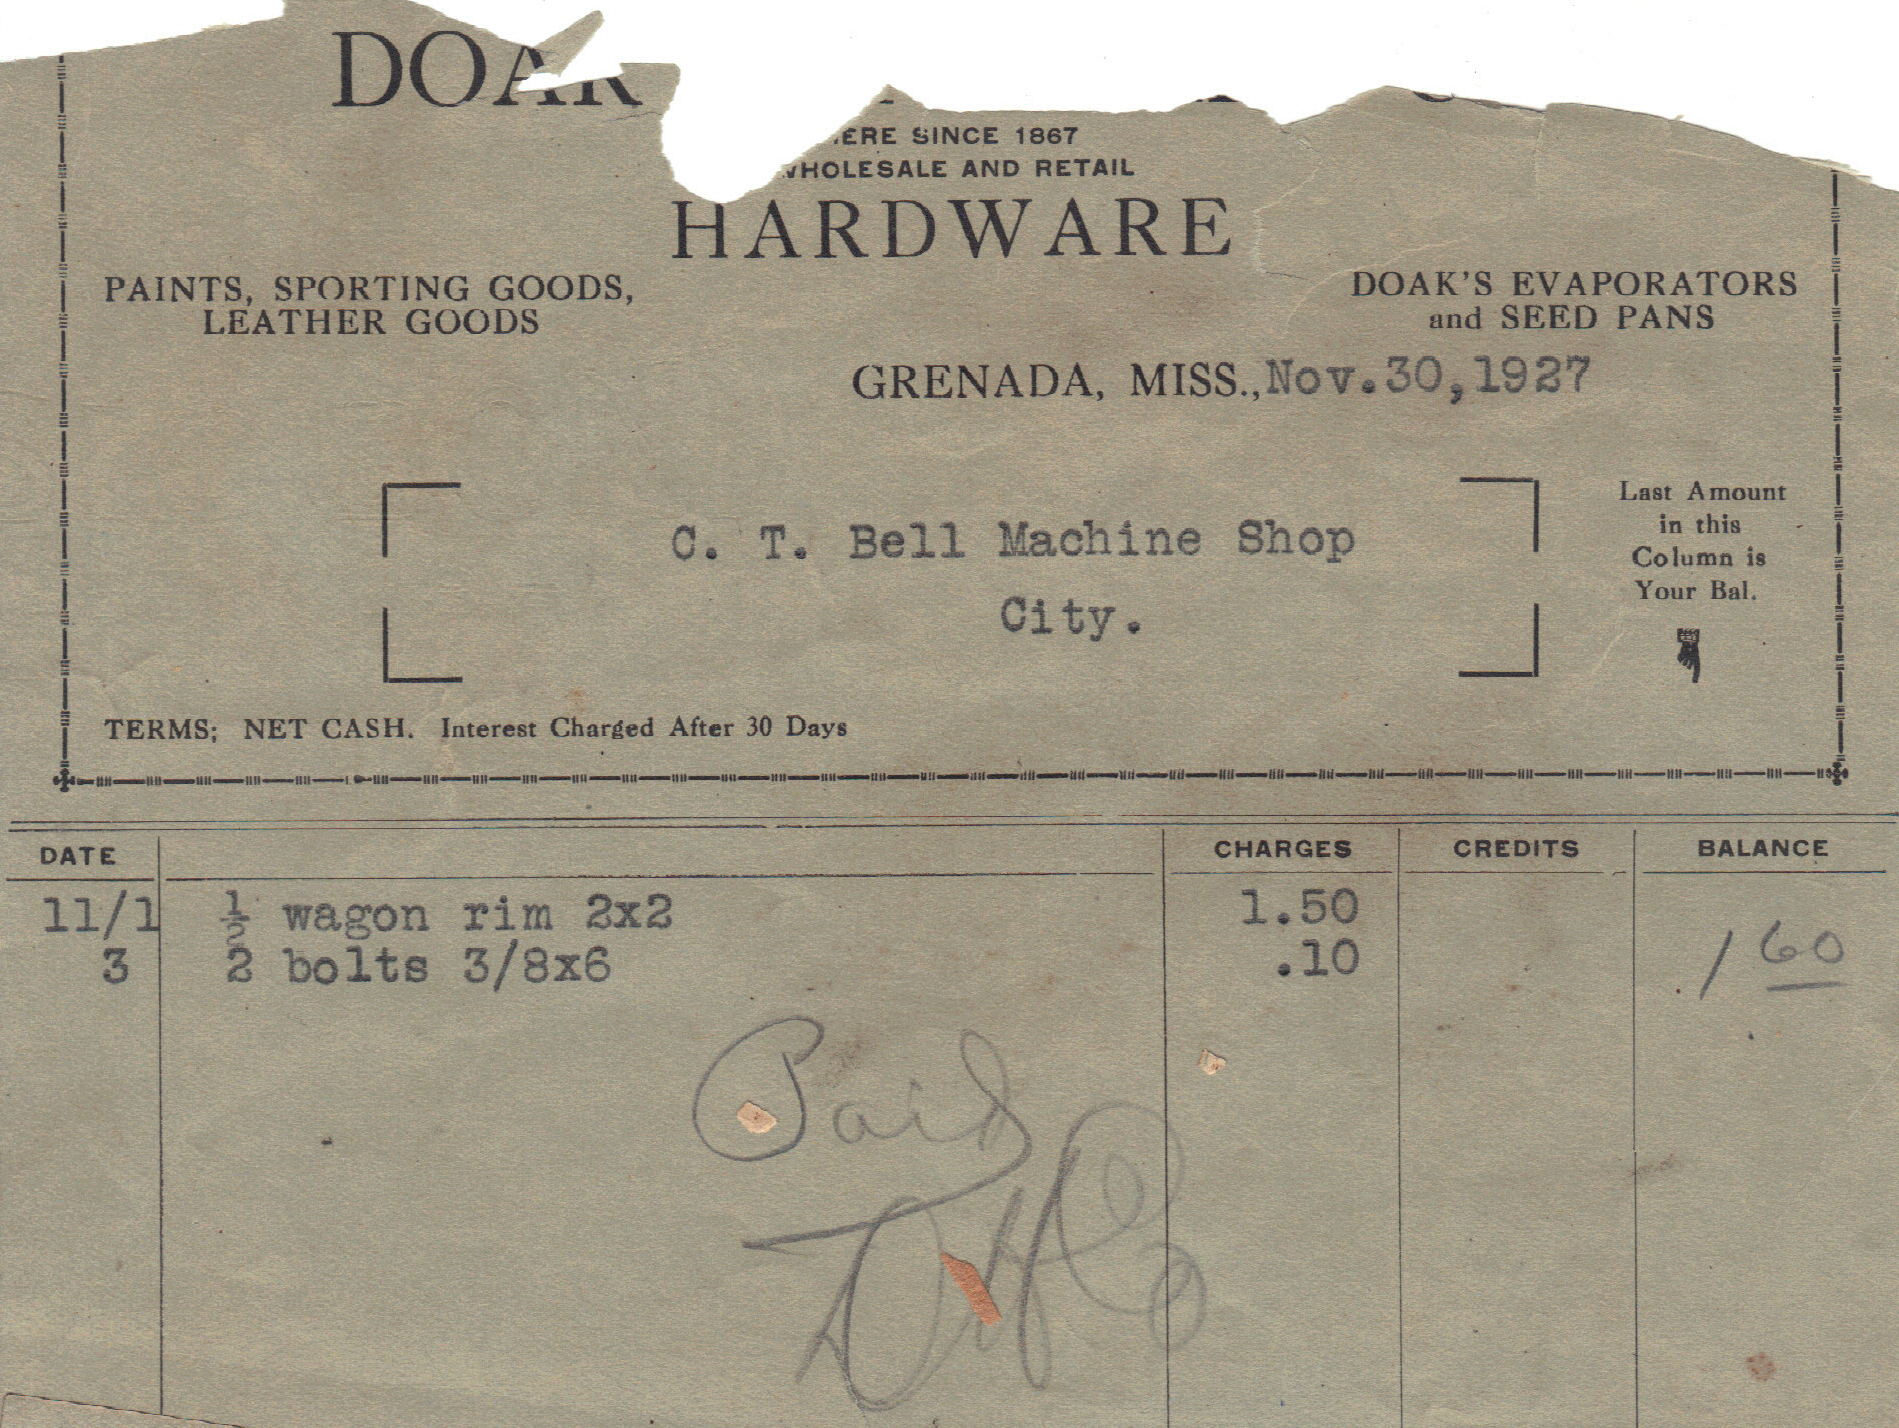 DOAK
HERE SINCE 1867
WHOLESALE AND RETAIL
HARDWARE
PAINTS, SPORTING GOODS,
LEATHER GOODS
DOAK'S EVAPORATORS
and SEED PANS
GRENADA, MISS., Nov. 30, 1927
C. T. Bell Machine Shop
City.
Last Amount
in this
Column is
Your Bal.
TERMS; NET CASH. Interest Charged After 30 Days
DATE CHARGES CREDITS BALANCE
11/1 ½ wagon rim 2x2 1.50
3 2 bolts 3/8x6 .10 1 60
Paid